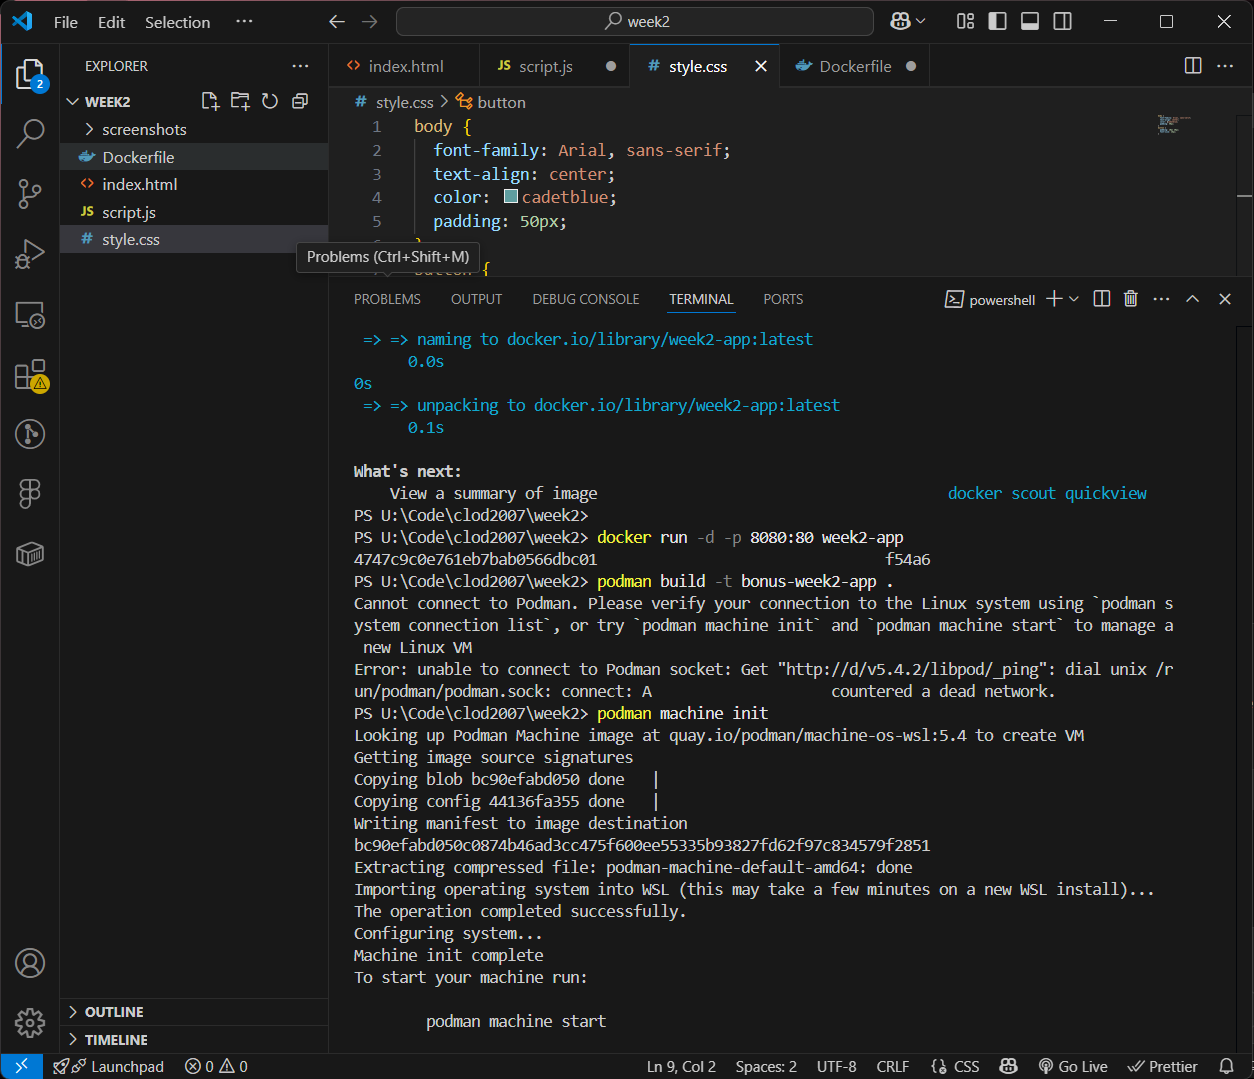 File Edit Selection ··· week2
EXPLORER ···
WEEK2
screenshots
Dockerfile
index.html
JS script.js
# style.css
2
<> index.html JS script.js # style.css Dockerfile ···
# style.css > button
1 body {
2 font-family: Arial, sans-serif;
3 text-align: center;
4 color: cadetblue;
5 padding: 50px;
Problems (Ctrl+Shift+M)
PROBLEMS OUTPUT DEBUG CONSOLE TERMINAL PORTS powershell ···
=> => naming to docker.io/library/week2-app:latest
0.0s
0s
=> => unpacking to docker.io/library/week2-app:latest
0.1s
What's next:
View a summary of image docker scout quickview
PS U:\Code\clod2007\week2>
PS U:\Code\clod2007\week2> docker run -d -p 8080:80 week2-app
4747c9c0e761eb7bab0566dbc01 f54a6
PS U:\Code\clod2007\week2> podman build -t bonus-week2-app .
Cannot connect to Podman. Please verify your connection to the Linux system using `podman s
ystem connection list`, or try `podman machine init` and `podman machine start` to manage a
new Linux VM
Error: unable to connect to Podman socket: Get "http://d/v5.4.2/libpod/_ping": dial unix /r
un/podman/podman.sock: connect: A countered a dead network.
PS U:\Code\clod2007\week2> podman machine init
Looking up Podman Machine image at quay.io/podman/machine-os-wsl:5.4 to create VM
Getting image source signatures
Copying blob bc90efabd050 done |
Copying config 44136fa355 done |
Writing manifest to image destination
bc90efabd050c0874b46ad3cc475f600ee55335b93827fd62f97c834579f2851
Extracting compressed file: podman-machine-default-amd64: done
Importing operating system into WSL (this may take a few minutes on a new WSL install)...
The operation completed successfully.
Configuring system...
Machine init complete
To start your machine run:
podman machine start
OUTLINE
TIMELINE
Launchpad 0 0 Ln 9, Col 2 Spaces: 2 UTF-8 CRLF {} CSS Go Live Prettier